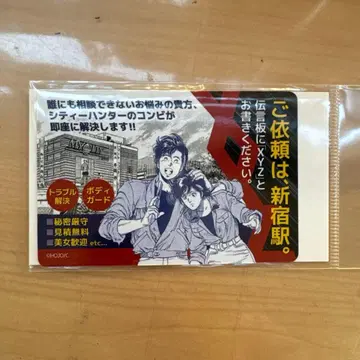 誰にも相談できないお悩みの貴方、
シティーハンターのコンビが
即座に解決します!!
ご依頼は、新宿駅。
伝言板に「XYZ」と
お書きください。
MY CITY
トラブル
解決
ボディ
ガード
秘密厳守
見積無料
美女歓迎 etc...